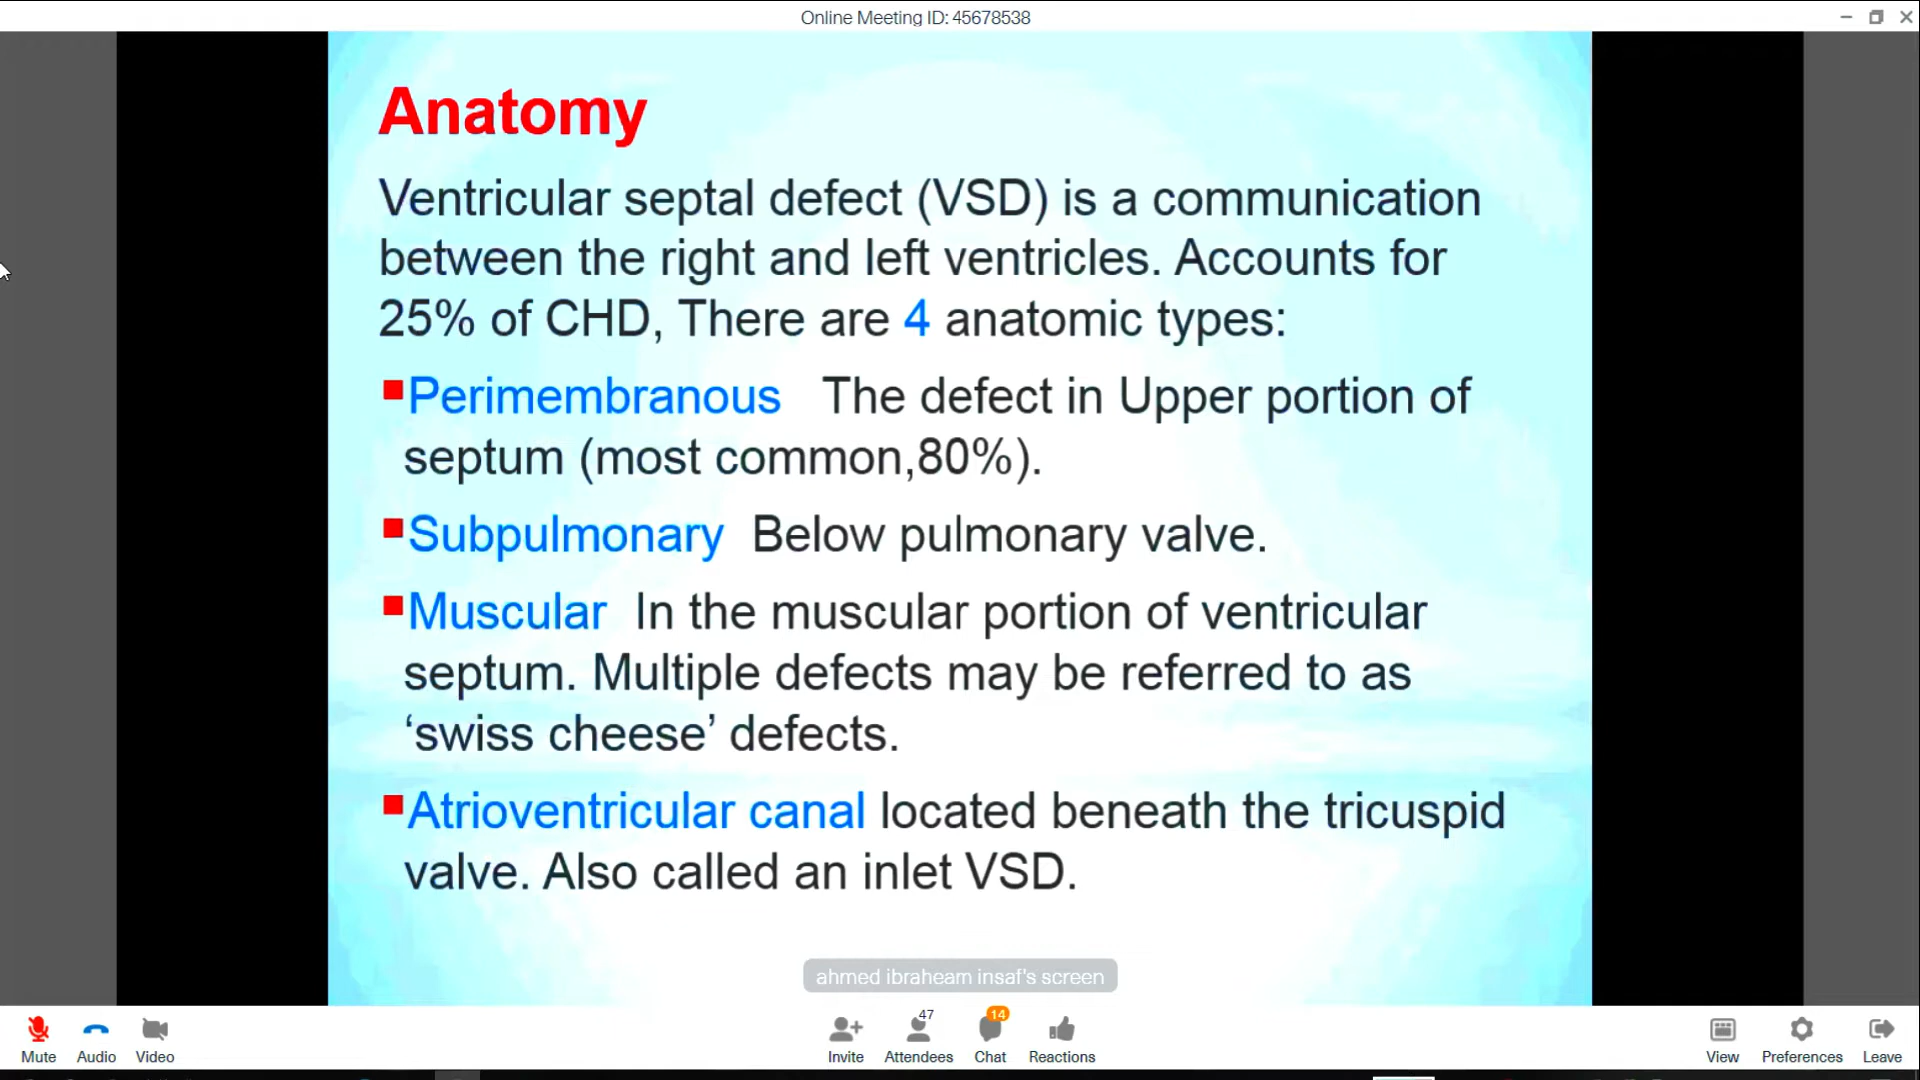 Online Meeting ID: 45678538
Anatomy
Ventricular septal defect (VSD) is a communication
between the right and left ventricles. Accounts for
25% of CHD, There are 4 anatomic types:
Perimembranous The defect in Upper portion of
septum (most common,80%).
Subpulmonary Below pulmonary valve.
Muscular In the muscular portion of ventricular
septum. Multiple defects may be referred to as
‘swiss cheese’ defects.
Atrioventricular canal located beneath the tricuspid
valve. Also called an inlet VSD.
ahmed ibraheam insaf's screen
47
14
Mute Audio Video Invite Attendees Chat Reactions View Preferences Leave